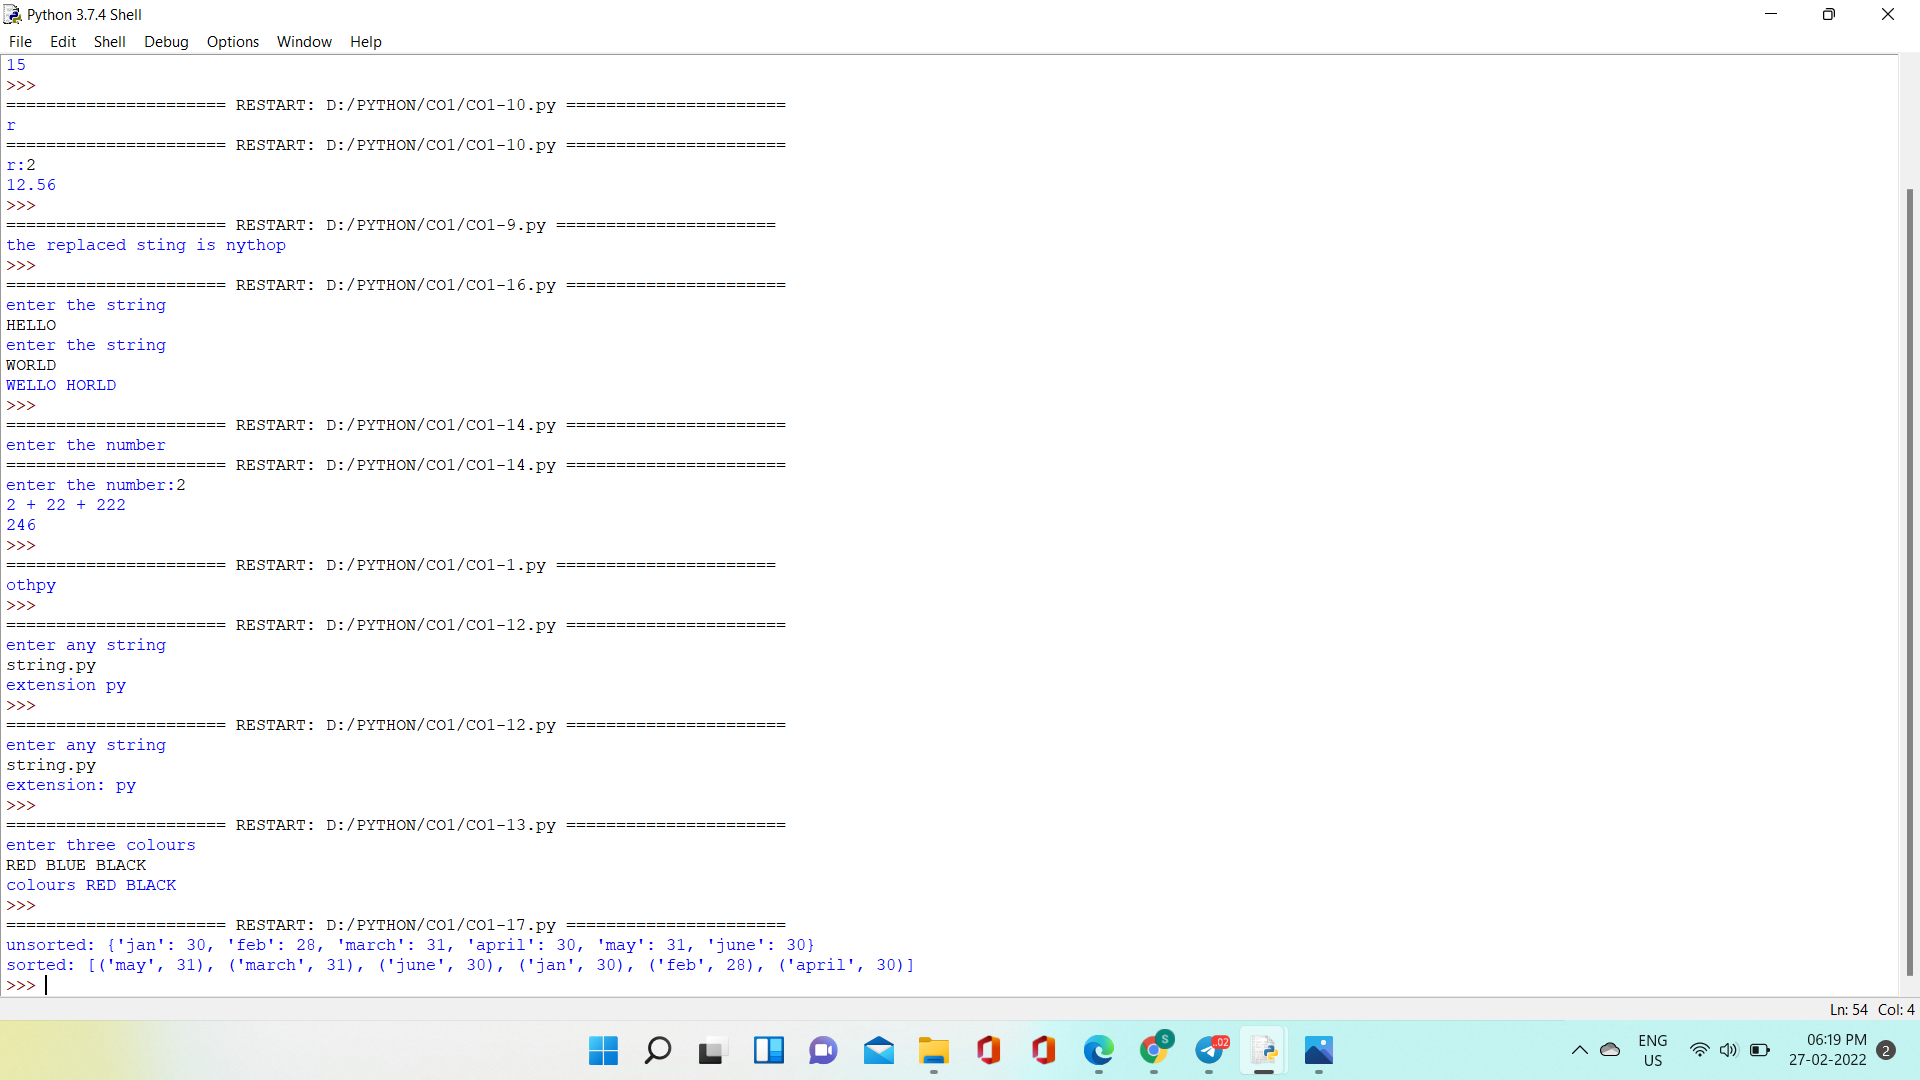 Python 3.7.4 Shell
File Edit Shell Debug Options Window Help
15
>>>
====================== RESTART: D:/PYTHON/CO1/CO1-10.py ======================
r
====================== RESTART: D:/PYTHON/CO1/CO1-10.py ======================
r:2
12.56
>>>
====================== RESTART: D:/PYTHON/CO1/CO1-9.py ======================
the replaced sting is nythop
>>>
====================== RESTART: D:/PYTHON/CO1/CO1-16.py ======================
enter the string
HELLO
enter the string
WORLD
WELLO HORLD
>>>
====================== RESTART: D:/PYTHON/CO1/CO1-14.py ======================
enter the number
====================== RESTART: D:/PYTHON/CO1/CO1-14.py ======================
enter the number:2
2 + 22 + 222
246
>>>
====================== RESTART: D:/PYTHON/CO1/CO1-1.py ======================
othpy
>>>
====================== RESTART: D:/PYTHON/CO1/CO1-12.py ======================
enter any string
string.py
extension py
>>>
====================== RESTART: D:/PYTHON/CO1/CO1-12.py ======================
enter any string
string.py
extension: py
>>>
====================== RESTART: D:/PYTHON/CO1/CO1-13.py ======================
enter three colours
RED BLUE BLACK
colours RED BLACK
>>>
====================== RESTART: D:/PYTHON/CO1/CO1-17.py ======================
unsorted: {'jan': 30, 'feb': 28, 'march': 31, 'april': 30, 'may': 31, 'june': 30}
sorted: [('may', 31), ('march', 31), ('june', 30), ('jan', 30), ('feb', 28), ('april', 30)]
>>>
Ln: 54 Col: 4
S
02
ENG
US
06:19 PM
27-02-2022
2